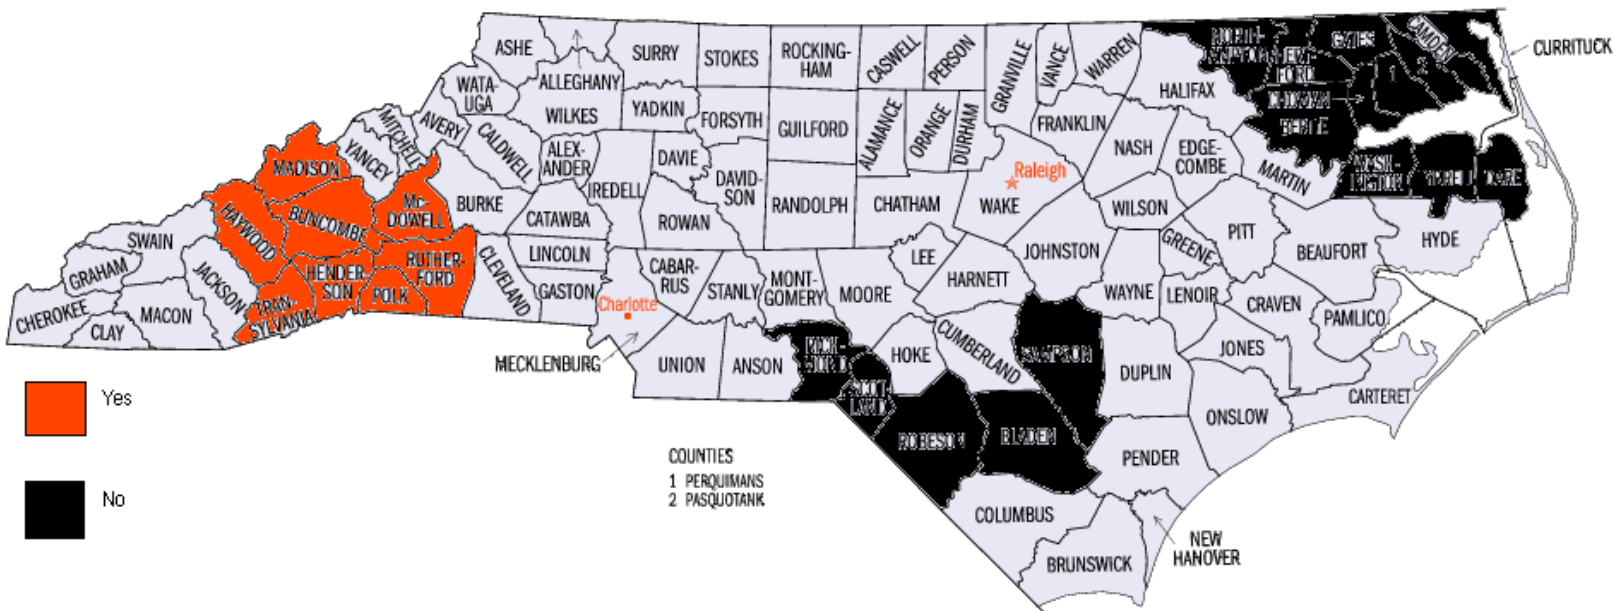 ASHE
ALLEGHANY
SURRY
STOKES
ROCKING-
HAM
CASWELL
PERSON
GRANVILLE
VANCE
WARREN
NORTH-
AMPTON
HERT-
FORD
GATES
CAMDEN
CURRITUCK
WATA-
UGA
WILKES
YADKIN
FORSYTH
GUILFORD
ALAMANCE
ORANGE
DURHAM
FRANKLIN
HALIFAX
CHOWAN
1
2
BERTIE
MITCHELL
AVERY
YANCEY
CALDWELL
ALEX-
ANDER
IREDELL
DAVIE
DAVID-
SON
NASH
EDGE-
COMBE
MARTIN
WASH-
INGTON
TYRRELL
DARE
MADISON
HAYWOOD
BUNCOMBE
Mc-
DOWELL
BURKE
CATAWBA
ROWAN
RANDOLPH
CHATHAM
Raleigh
WAKE
WILSON
GREENE
PITT
BEAUFORT
HYDE
SWAIN
GRAHAM
JACKSON
CHEROKEE
CLAY
MACON
TRAN-
SYLVANIA
HENDER-
SON
POLK
RUTHER-
FORD
CLEVELAND
LINCOLN
GASTON
Charlotte
CABAR-
RUS
STANLY
MONT-
GOMERY
MOORE
LEE
HARNETT
JOHNSTON
WAYNE
LENOIR
CRAVEN
PAMLICO
MECKLENBURG
UNION
ANSON
RICH-
MOND
SCOT-
LAND
HOKE
CUMBERLAND
SAMPSON
DUPLIN
JONES
CARTERET
ONSLOW
ROBESON
BLADEN
PENDER
COLUMBUS
BRUNSWICK
NEW
HANOVER
Yes
No
COUNTIES
1 PERQUIMANS
2 PASQUOTANK